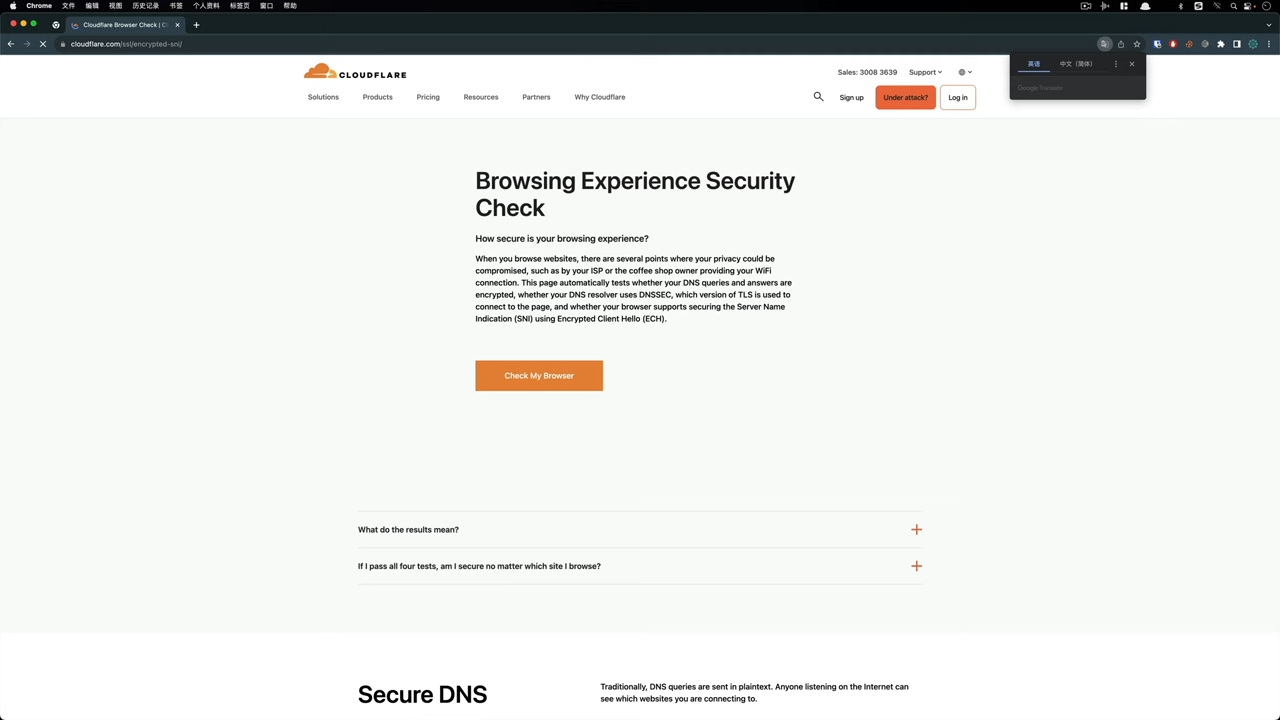 Chrome 文件 编辑 视图 历史记录 书签 个人资料 标签页 窗口 帮助
Cloudflare Browser Check | C
cloudflare.com/ssl/encrypted-sni/
英语 中文（简体）
Google Translate
CLOUDFLARE
Sales: 3008 3639 Support
Solutions Products Pricing Resources Partners Why Cloudflare
Sign up Under attack? Log in
Browsing Experience Security
Check
How secure is your browsing experience?
When you browse websites, there are several points where your privacy could be
compromised, such as by your ISP or the coffee shop owner providing your WiFi
connection. This page automatically tests whether your DNS queries and answers are
encrypted, whether your DNS resolver uses DNSSEC, which version of TLS is used to
connect to the page, and whether your browser supports securing the Server Name
Indication (SNI) using Encrypted Client Hello (ECH).
Check My Browser
What do the results mean?
If I pass all four tests, am I secure no matter which site I browse?
Secure DNS
Traditionally, DNS queries are sent in plaintext. Anyone listening on the Internet can
see which websites you are connecting to.